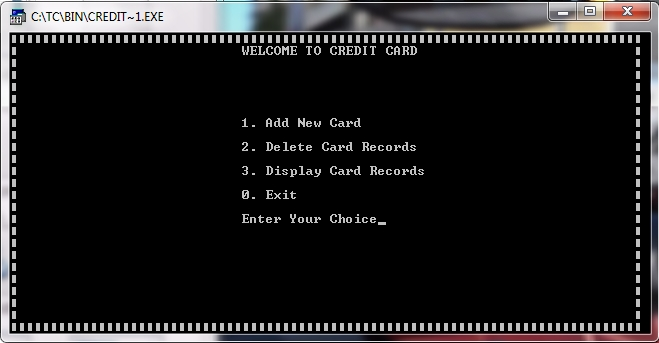 C:\TC\BIN\CREDIT~1.EXE
WELCOME TO CREDIT CARD
1. Add New Card
2. Delete Card Records
3. Display Card Records
0. Exit
Enter Your Choice_